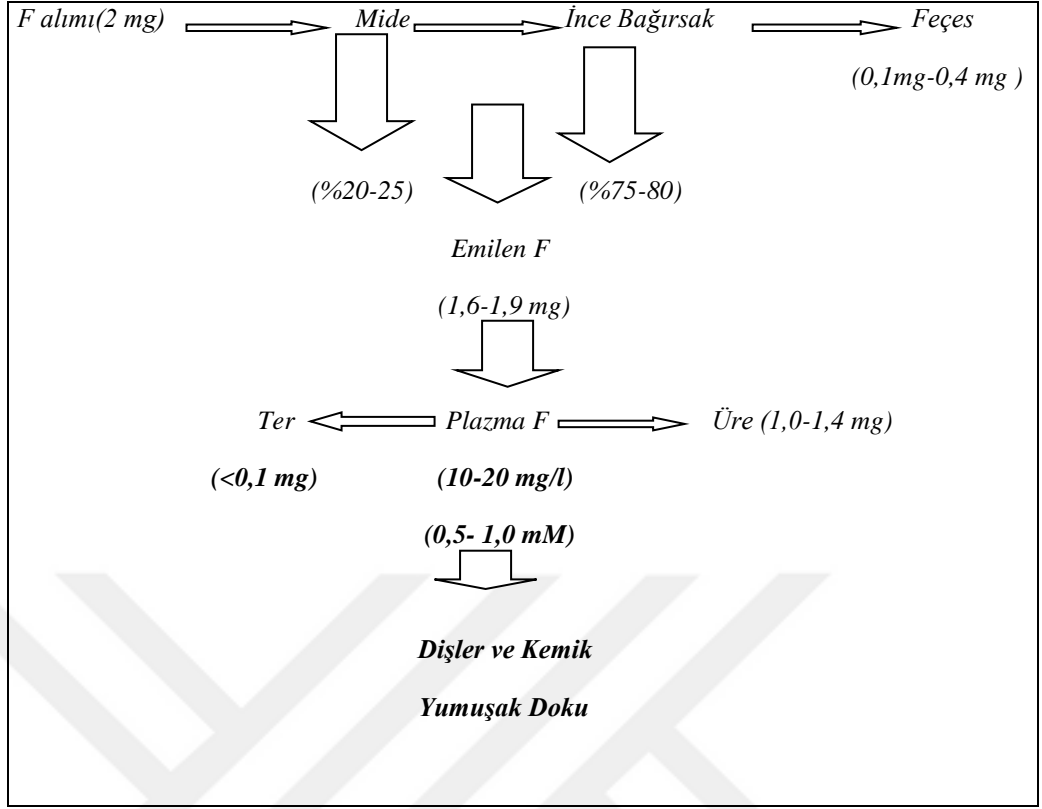 F alımı(2 mg) Mide İnce Bağırsak Feçes
(0,1mg-0,4 mg )
(%20-25) (%75-80)
Emilen F
(1,6-1,9 mg)
Ter Plazma F Üre (1,0-1,4 mg)
(<0,1 mg) (10-20 mg/l)
(0,5- 1,0 mM)
Dişler ve Kemik
Yumuşak Doku